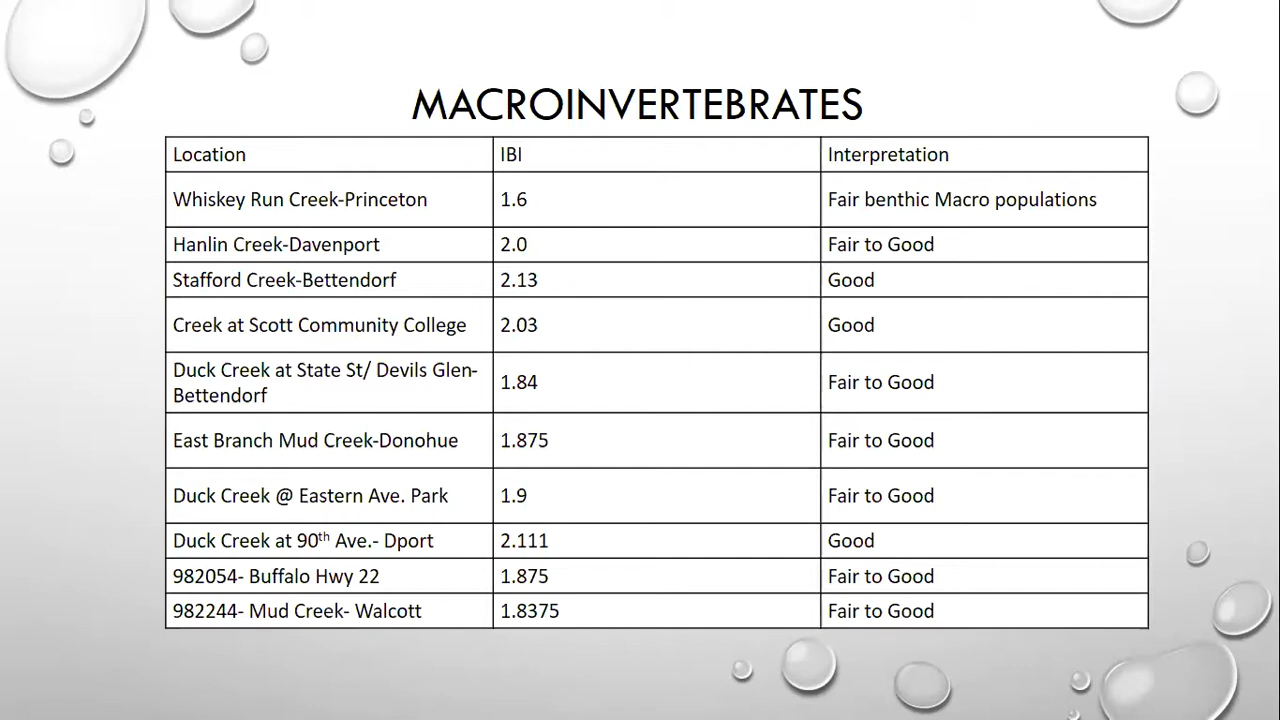 MACROINVERTEBRATES
Location IBI Interpretation
Whiskey Run Creek-Princeton 1.6 Fair benthic Macro populations
Hanlin Creek-Davenport 2.0 Fair to Good
Stafford Creek-Bettendorf 2.13 Good
Creek at Scott Community College 2.03 Good
Duck Creek at State St/ Devils Glen-
Bettendorf 1.84 Fair to Good
East Branch Mud Creek-Donohue 1.875 Fair to Good
Duck Creek @ Eastern Ave. Park 1.9 Fair to Good
Duck Creek at 90th Ave.- Dport 2.111 Good
982054- Buffalo Hwy 22 1.875 Fair to Good
982244- Mud Creek- Walcott 1.8375 Fair to Good